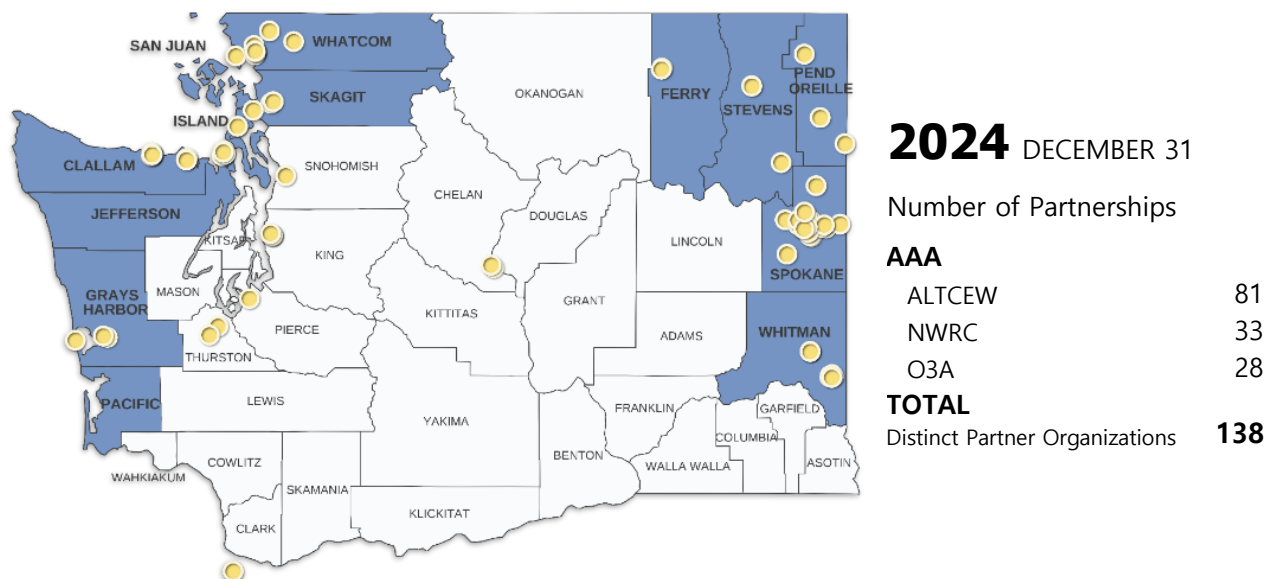 SAN JUAN
WHATCOM
SKAGIT
ISLAND
CLALLAM
JEFFERSON
KITSAP
GRAYS
HARBOR
MASON
THURSTON
PACIFIC
SNOHOMISH
KING
PIERCE
LEWIS
WAHKIAKUM
COWLITZ
CLARK
SKAMANIA
OKANOGAN
CHELAN
DOUGLAS
KITTITAS
GRANT
YAKIMA
KLICKITAT
BENTON
FERRY
STEVENS
PEND
OREILLE
LINCOLN
SPOKANE
ADAMS
WHITMAN
FRANKLIN
GARFIELD
COLUMBIA
WALLA WALLA
ASOTIN
2024 DECEMBER 31
Number of Partnerships
AAA
ALTCEW 81
NWRC 33
O3A 28
TOTAL
Distinct Partner Organizations 138